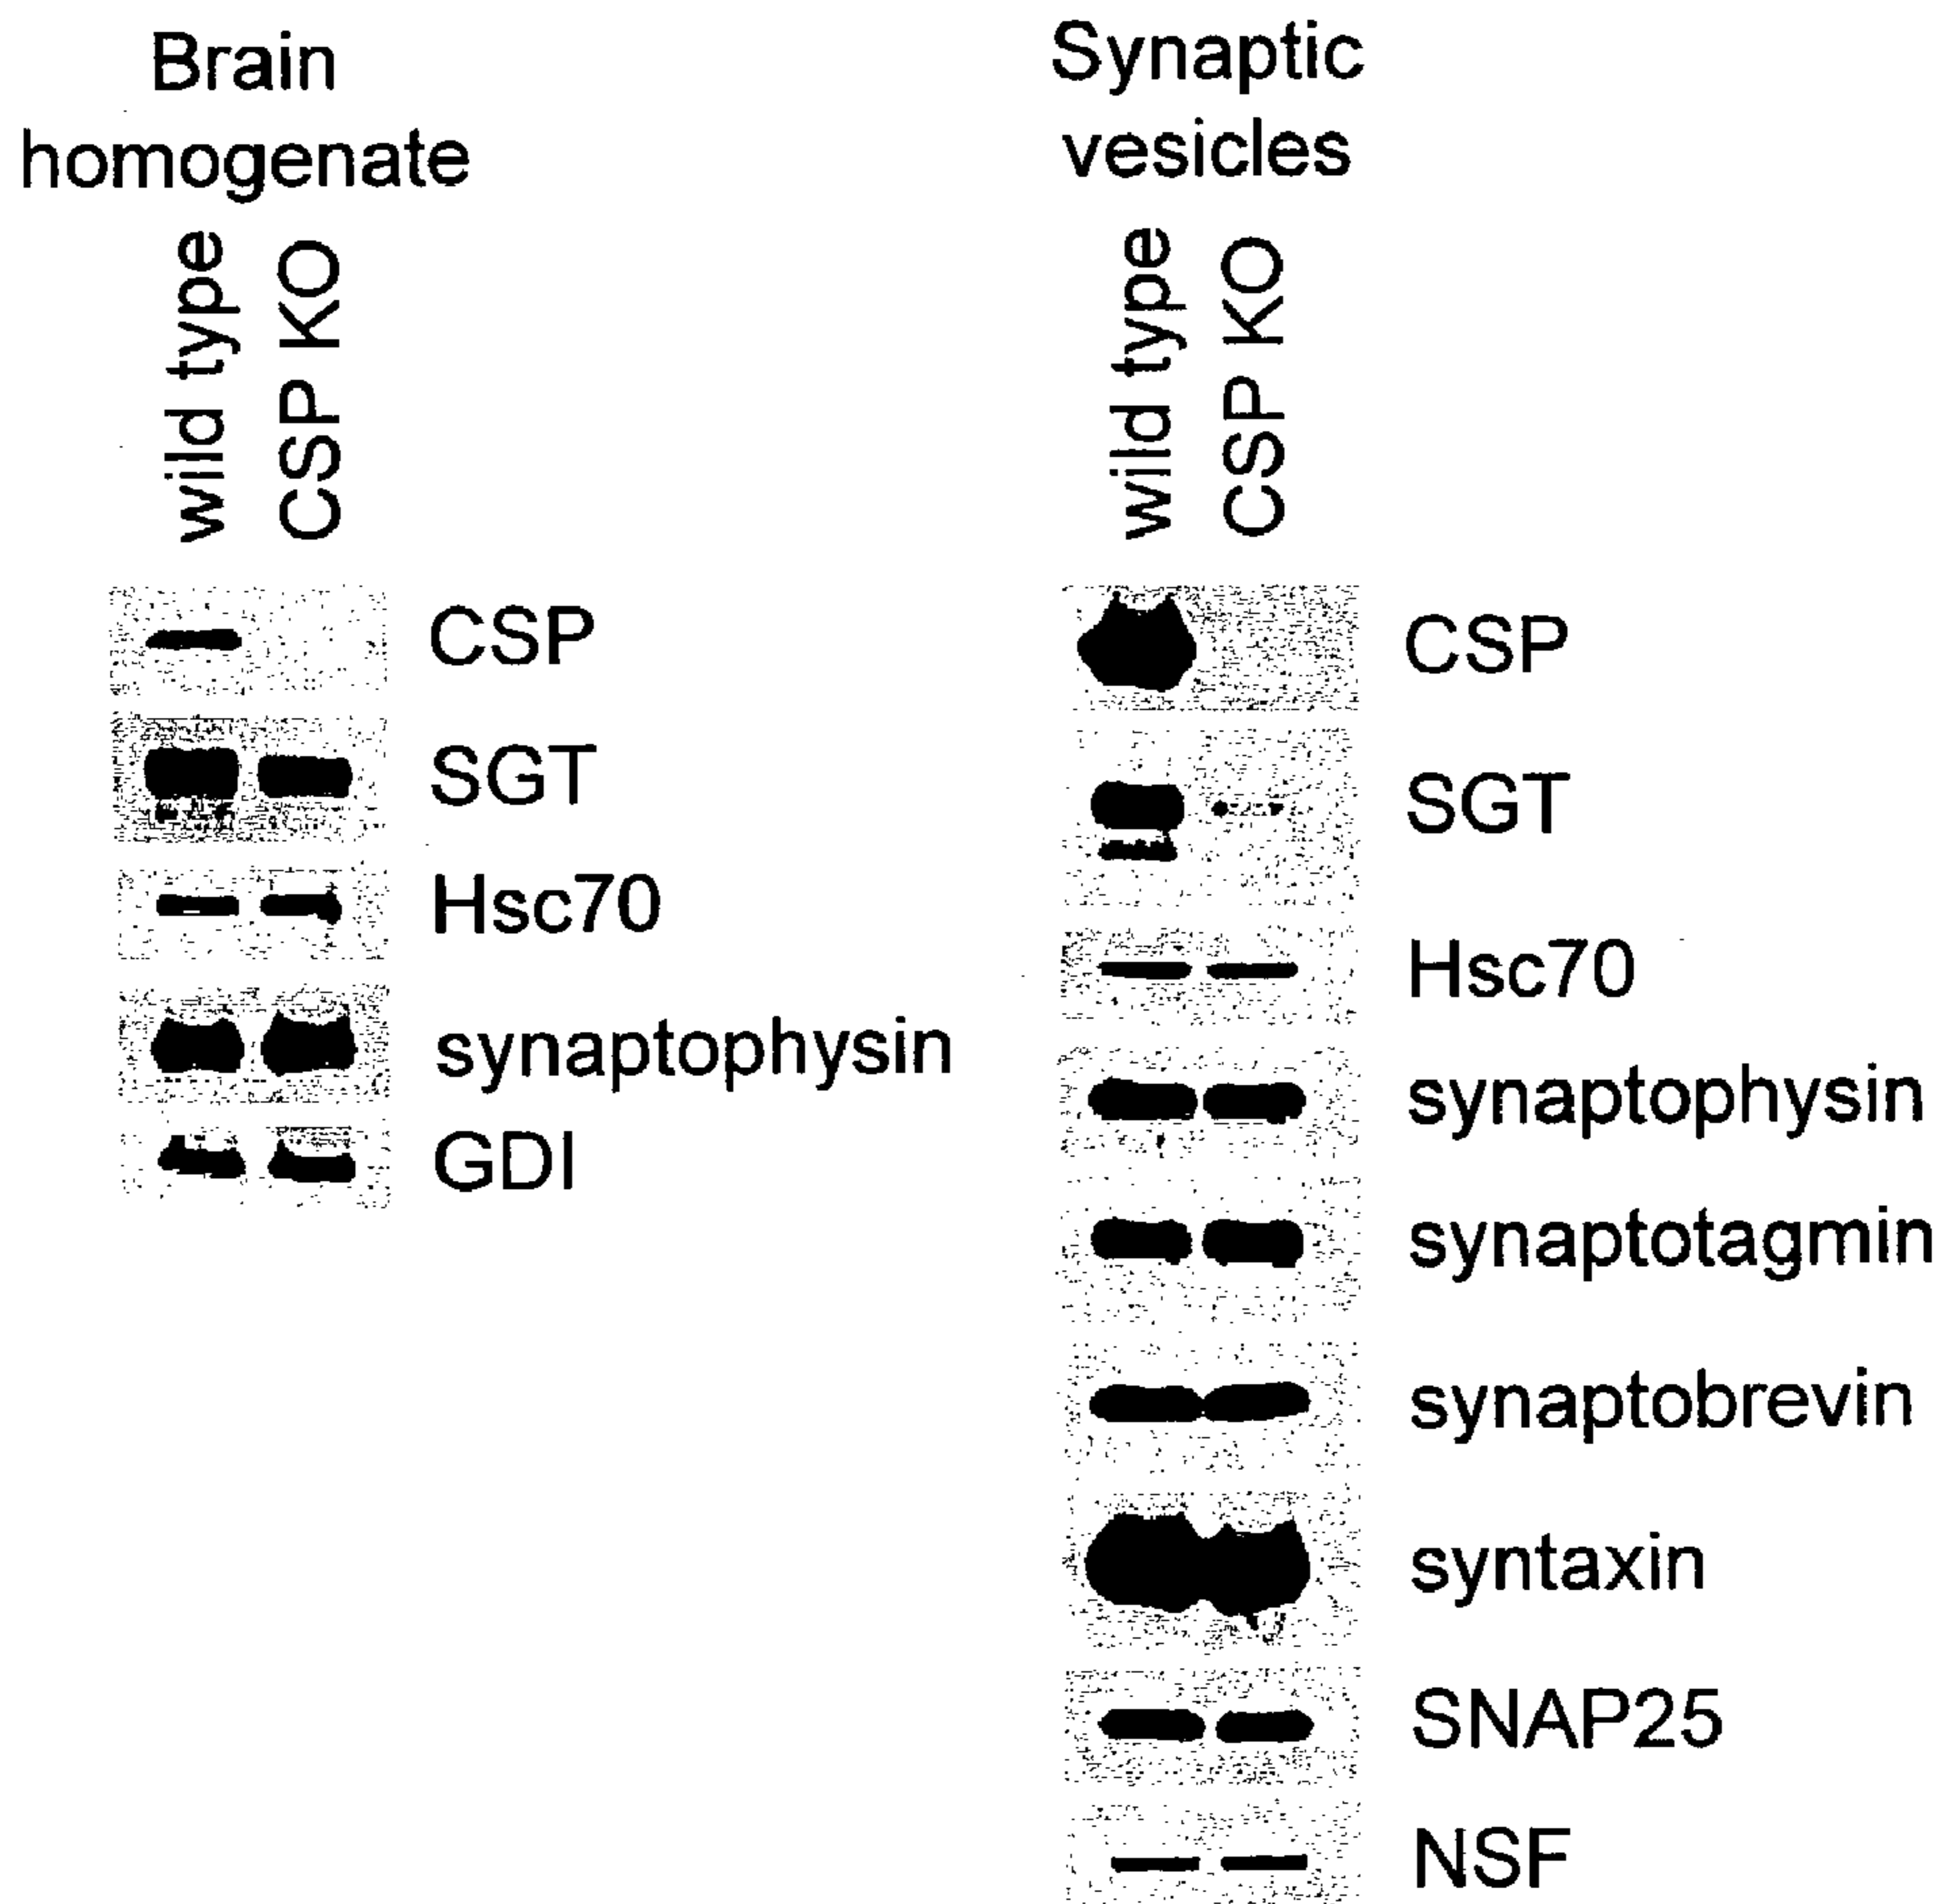 Brain
homogenate
wild type
CSP KO
CSP
SGT
Hsc70
synaptophysin
GDI
Synaptic
vesicles
wild type
CSP KO
CSP
SGT
Hsc70
synaptophysin
synaptotagmin
synaptobrevin
syntaxin
SNAP25
NSF